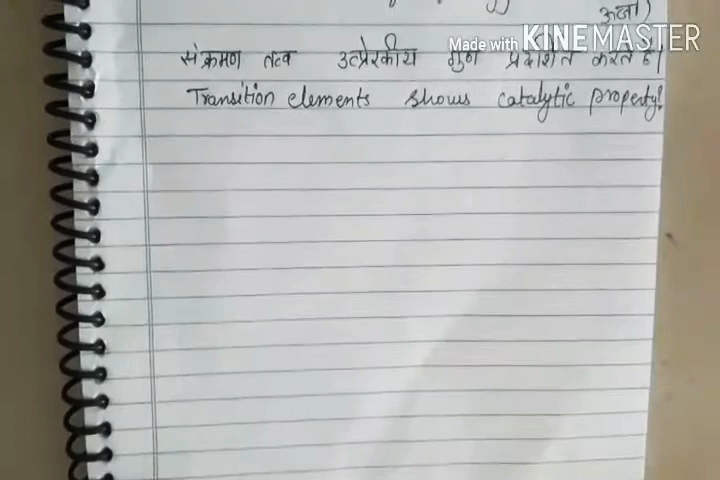 ऊर्जा)
Made with KINEMASTER
संक्रमण तत्व उत्प्रेरकीय गुण प्रदर्शित करते है।
Transition elements shows catalytic property!